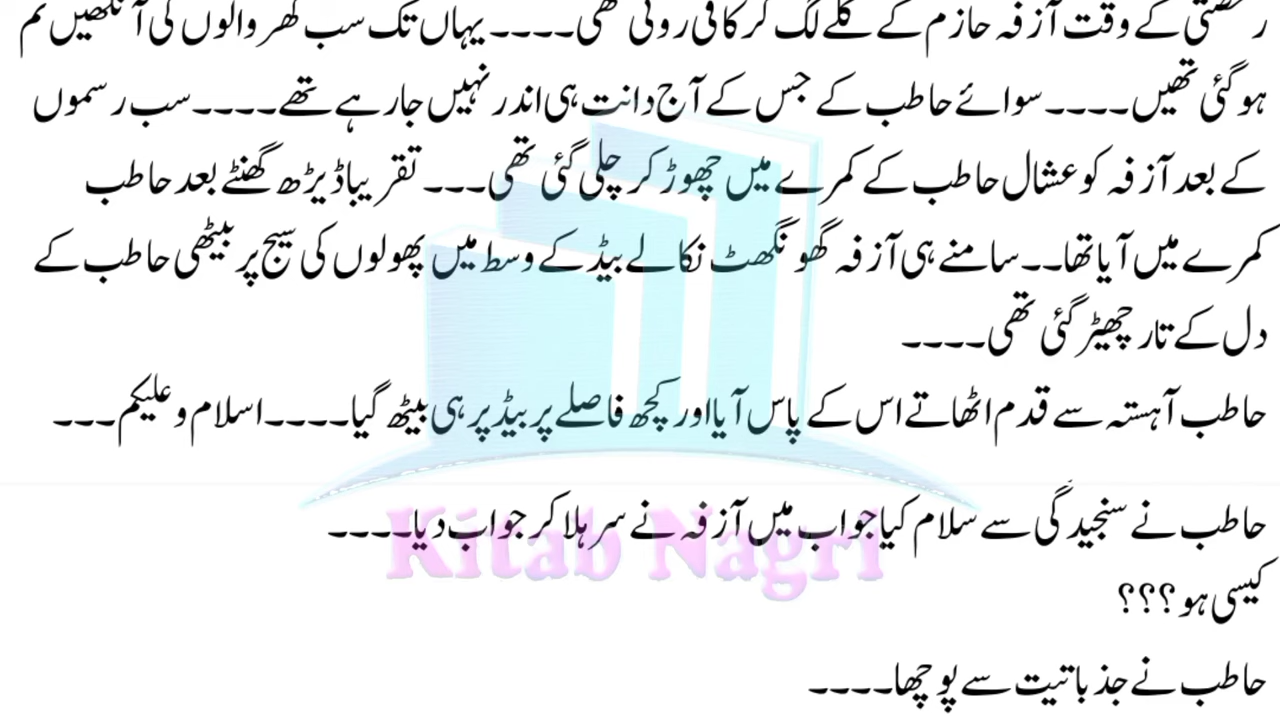 رخصتی کے وقت آزفہ حازم کے گلے لگ کر کافی روئی تھی۔۔۔۔ یہاں تک سب گھر والوں کی آنکھیں نم
ہو گئی تھیں۔۔۔۔ سوائے حاطب کے جس کے آج دانت ہی اندر نہیں جارہے تھے۔۔۔۔ سب رسموں
کے بعد آزفہ کو عشال حاطب کے کمرے میں چھوڑ کر چلی گئی تھی۔۔۔ تقریباڈیڑھ گھنٹے بعد حاطب
کمرے میں آیا تھا۔۔ سامنے ہی آزفہ گھونگھٹ نکالے بیڈ کے وسط میں پھولوں کی سیج پر بیٹھی حاطب کے
دل کے تار چھیڑ گئی تھی۔۔۔۔
حاطب آہستہ سے قدم اٹھاتے اس کے پاس آیا اور کچھ فاصلے پر بیڈ پر ہی بیٹھ گیا۔۔۔۔ اسلام و علیکم۔۔۔
حاطب نے سنجیدگی سے سلام کیا جواب میں آزفہ نے سر ہلا کر جواب دیا۔۔۔۔
Kitab Nagri
کیسی ہو ؟؟؟
حاطب نے جذباتیت سے پوچھا۔۔۔۔